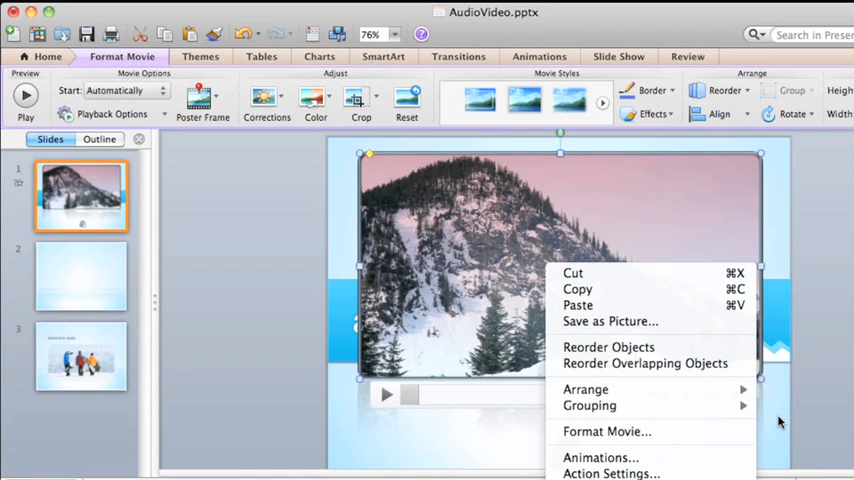 AudioVideo.pptx
76%
Search in Presen
Home Format Movie Themes Tables Charts SmartArt Transitions Animations Slide Show Review
Preview Movie Options Adjust Movie Styles Arrange
Start: Automatically Border Reorder Group Heigh
Playback Options Effects Align Rotate Width
Play Poster Frame Corrections Color Crop Reset
Slides Outline
1
2
3
Cut ⌘X
Copy ⌘C
Paste ⌘V
Save as Picture...
Reorder Objects
Reorder Overlapping Objects
Arrange
Grouping
Format Movie...
Animations...
Action Settings...